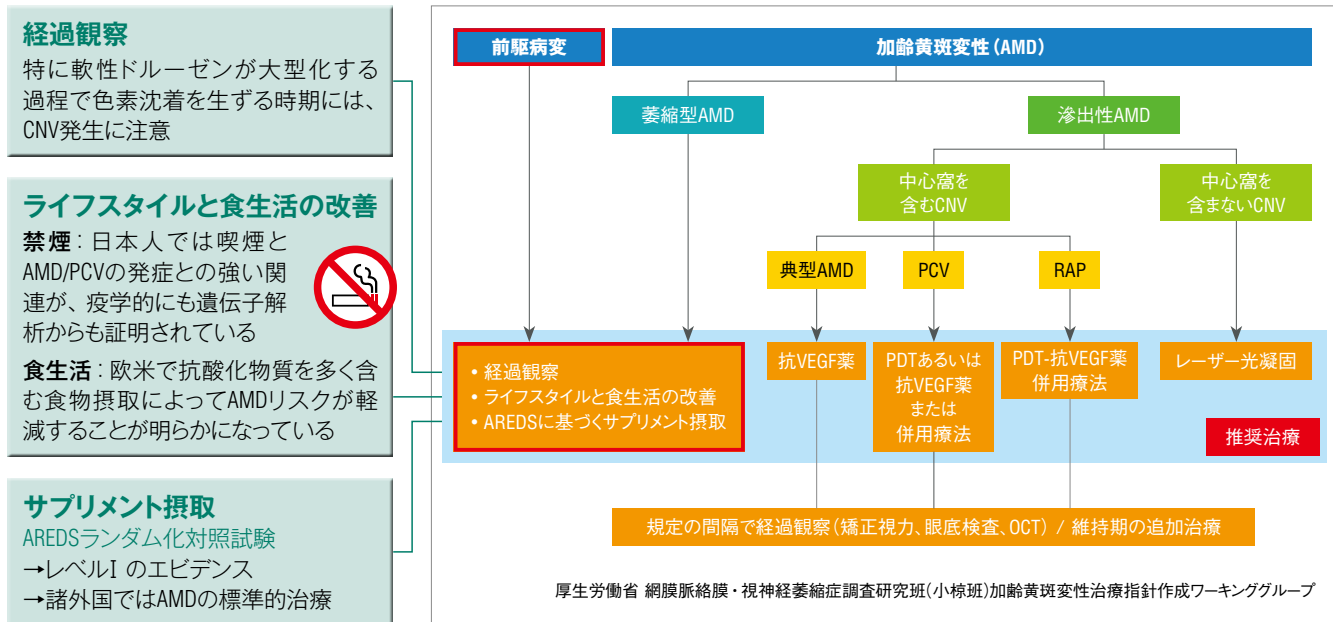 経過観察
特に軟性ドルーゼンが大型化する
過程で色素沈着を生ずる時期には、
CNV発生に注意
ライフスタイルと食生活の改善
禁煙：日本人では喫煙と
AMD/PCVの発症との強い関
連が、疫学的にも遺伝子解
析からも証明されている
食生活：欧米で抗酸化物質を多く含
む食物摂取によってAMDリスクが軽
減することが明らかになっている
サプリメント摂取
AREDSランダム化対照試験
→レベルI のエビデンス
→諸外国ではAMDの標準的治療
前駆病変
加齢黄斑変性（AMD）
萎縮型AMD
滲出性AMD
中心窩を
含むCNV
中心窩を
含まないCNV
典型AMD
PCV
RAP
• 経過観察
• ライフスタイルと食生活の改善
• AREDSに基づくサプリメント摂取
抗VEGF薬
PDTあるいは
抗VEGF薬
または
併用療法
PDT-抗VEGF薬
併用療法
レーザー光凝固
推奨治療
規定の間隔で経過観察（矯正視力、眼底検査、OCT） / 維持期の追加治療
厚生労働省 網膜脈絡膜・視神経萎縮症調査研究班（小椋班）加齢黄斑変性治療指針作成ワーキンググループ